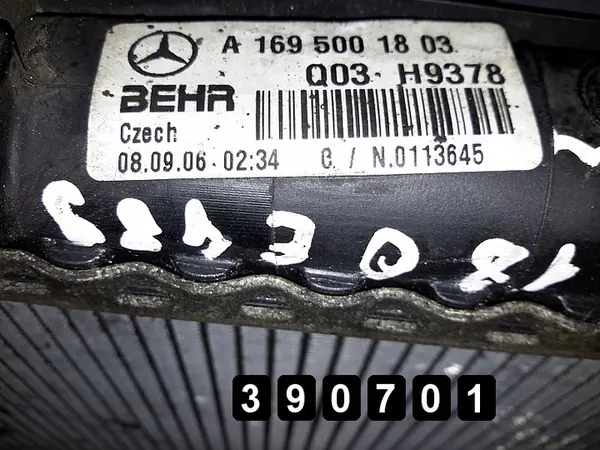 A 169 500 18 03
Q03 H9378
BEHR
Czech
08.09.06 02:34 G / N.0113645
390701